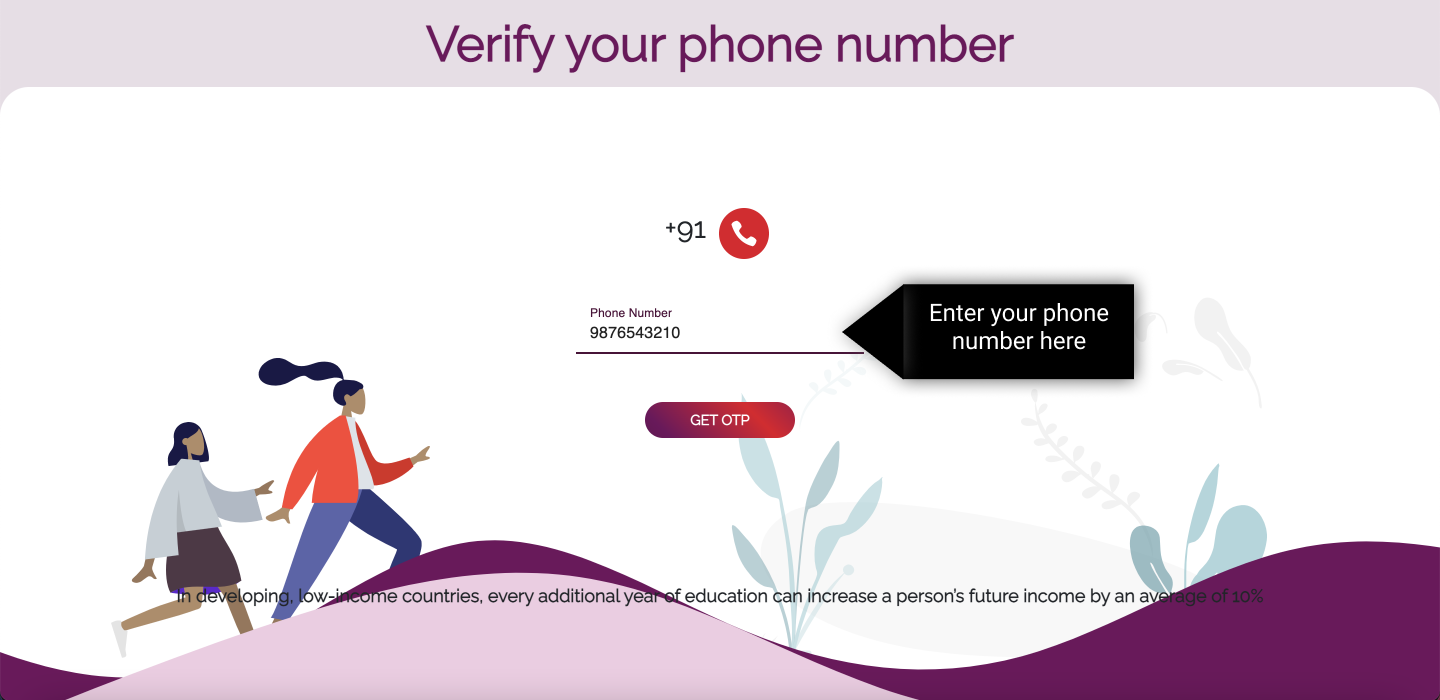 Verify your phone number
+91
Phone Number
9876543210
Enter your phone
number here
GET OTP
In developing, low-income countries, every additional year of education can increase a person's future income by an average of 10%